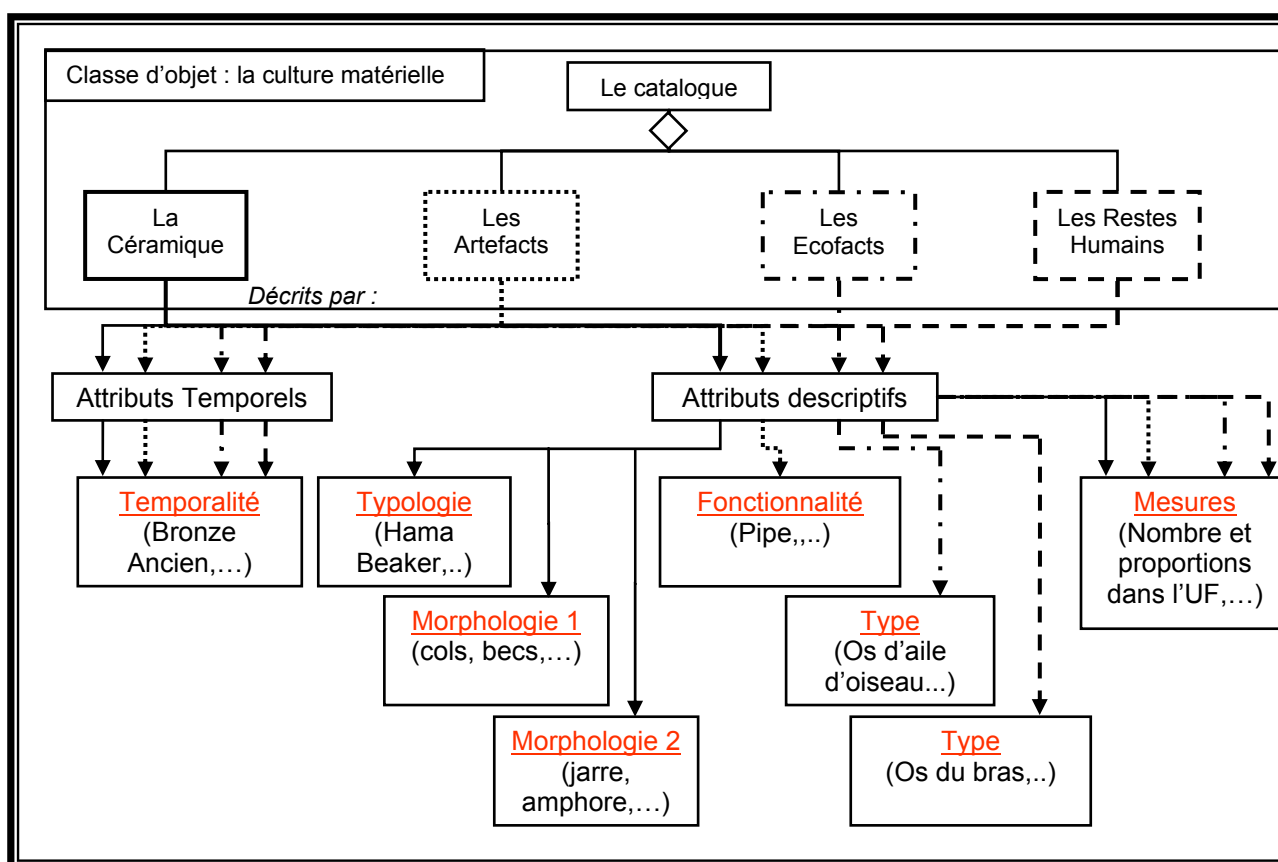 Classe d'objet : la culture matérielle
Le catalogue
La
Céramique
Les
Artefacts
Les
Ecofacts
Les Restes
Humains
Décrits par :
Attributs Temporels
Attributs descriptifs
Temporalité
(Bronze
Ancien,…)
Typologie
(Hama
Beaker,..)
Fonctionnalité
(Pipe,,..)
Mesures
(Nombre et
proportions
dans l'UF,…)
Morphologie 1
(cols, becs,…)
Type
(Os d'aile
d'oiseau...)
Morphologie 2
(jarre,
amphore,…)
Type
(Os du bras,..)